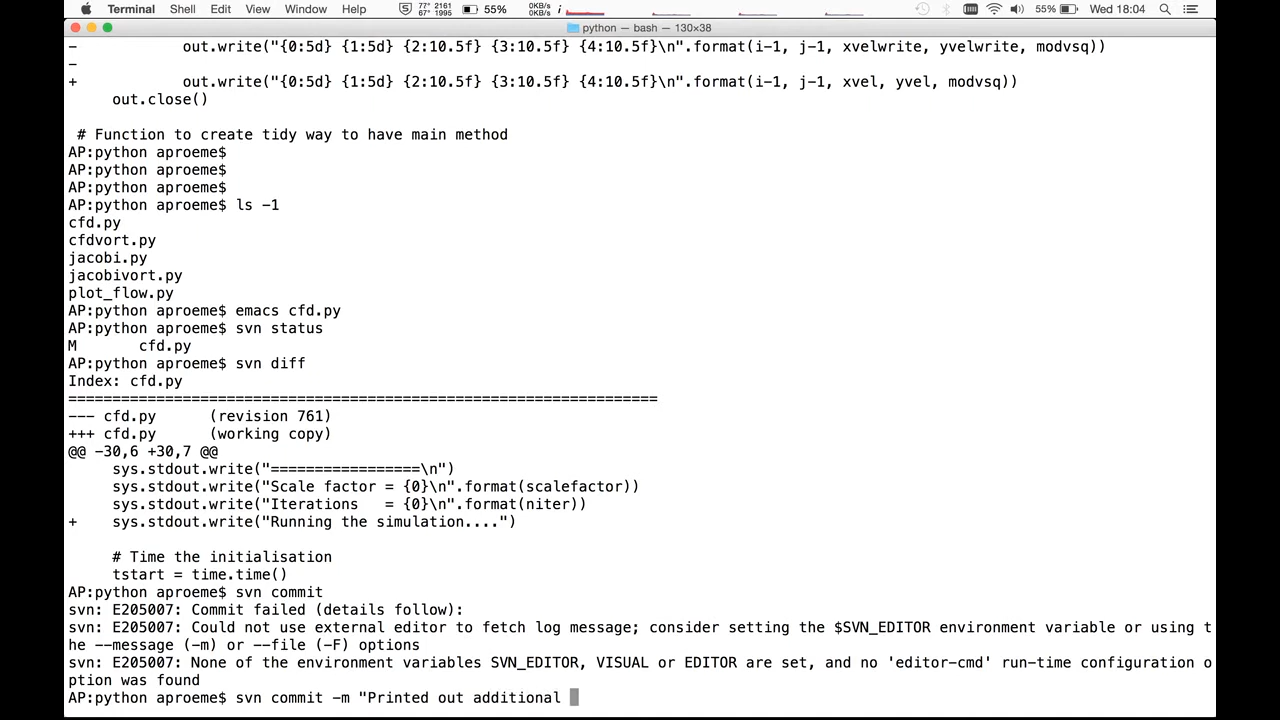 Terminal Shell Edit View Window Help 5 77° 2161 67° 1995 55% 0KB/s 0KB/s 55% Wed 18:04
python — bash — 130×38
-            out.write("{0:5d} {1:5d} {2:10.5f} {3:10.5f} {4:10.5f}\n".format(i-1, j-1, xvelwrite, yvelwrite, modvsq))
-
+            out.write("{0:5d} {1:5d} {2:10.5f} {3:10.5f} {4:10.5f}\n".format(i-1, j-1, xvel, yvel, modvsq))
     out.close()
 # Function to create tidy way to have main method
AP:python aproeme$
AP:python aproeme$
AP:python aproeme$
AP:python aproeme$ ls -1
cfd.py
cfdvort.py
jacobi.py
jacobivort.py
plot_flow.py
AP:python aproeme$ emacs cfd.py
AP:python aproeme$ svn status
M       cfd.py
AP:python aproeme$ svn diff
Index: cfd.py
===================================================================
--- cfd.py      (revision 761)
+++ cfd.py      (working copy)
@@ -30,6 +30,7 @@
     sys.stdout.write("=================\n")
     sys.stdout.write("Scale factor = {0}\n".format(scalefactor))
     sys.stdout.write("Iterations   = {0}\n".format(niter))
+    sys.stdout.write("Running the simulation....")
     # Time the initialisation
     tstart = time.time()
AP:python aproeme$ svn commit
svn: E205007: Commit failed (details follow):
svn: E205007: Could not use external editor to fetch log message; consider setting the $SVN_EDITOR environment variable or using t
he --message (-m) or --file (-F) options
svn: E205007: None of the environment variables SVN_EDITOR, VISUAL or EDITOR are set, and no 'editor-cmd' run-time configuration o
ption was found
AP:python aproeme$ svn commit -m "Printed out additional